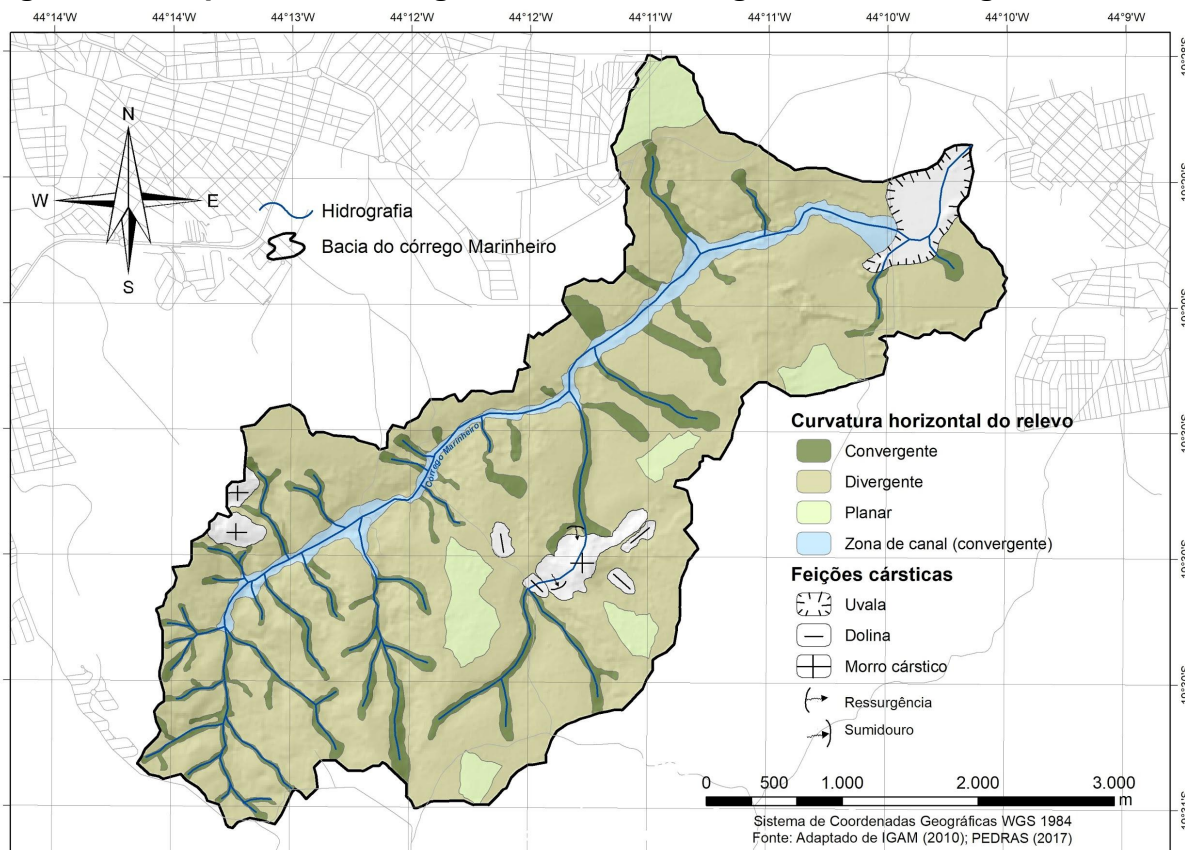 44°14'W 44°14'W 44°13'W 44°12'W 44°11'W 44°11'W 44°10'W 44°10'W 44°9'W
N
W E
S
Hidrografia
Bacia do córrego Marinheiro
Córrego Marinheiro
Curvatura horizontal do relevo
Convergente
Divergente
Planar
Zona de canal (convergente)
Feições cársticas
Uvala
Dolina
Morro cárstico
Ressurgência
Sumidouro
0 500 1.000 2.000 3.000
m
Sistema de Coordenadas Geográficas WGS 1984
Fonte: Adaptado de IGAM (2010); PEDRAS (2017)